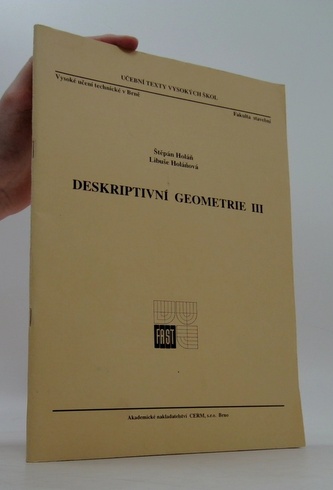 UČEBNÍ TEXTY VYSOKÝCH ŠKOL
Vysoké učení technické v Brně Fakulta stavební
Štěpán Holáň
Libuše Holáňová
DESKRIPTIVNÍ GEOMETRIE III
FAST
Akademické nakladatelství CERM, s.r.o. Brno